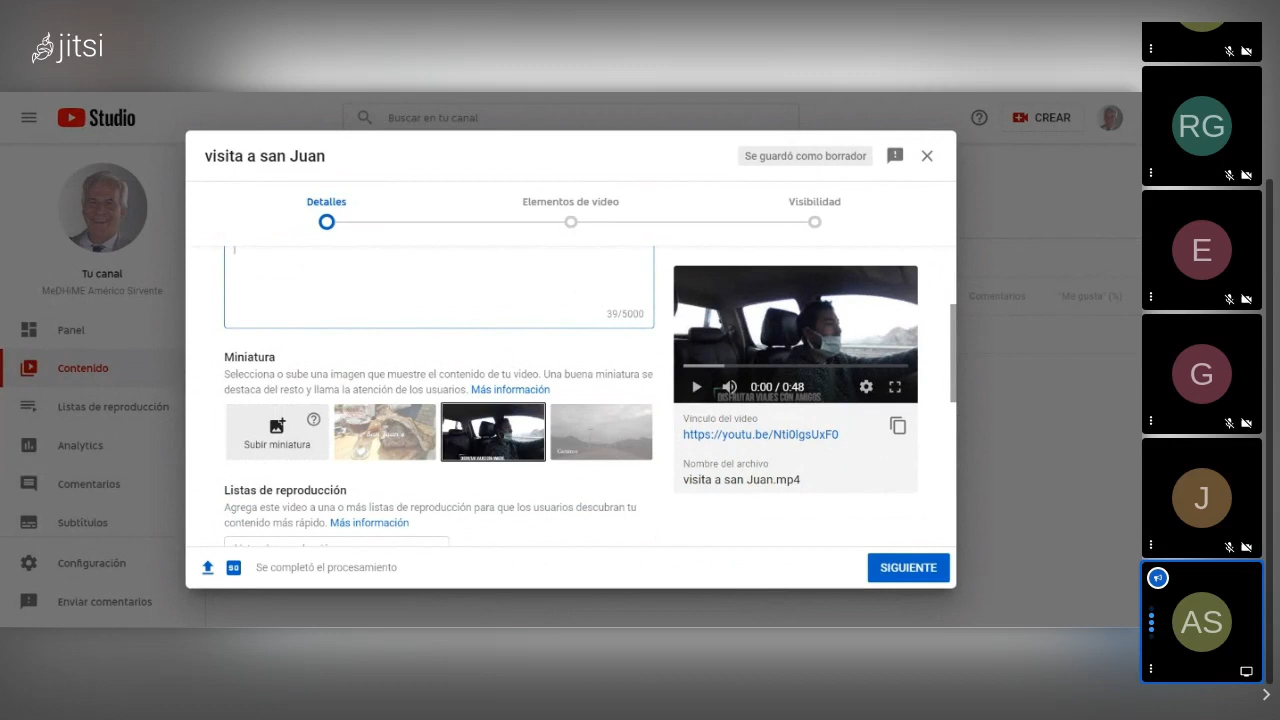 jitsi
Studio
Buscar en tu canal
CREAR
Tu canal
MeDHiME Américo Sirvente
Panel
Contenido
Listas de reproducción
Analytics
Comentarios
Subtítulos
Configuración
Enviar comentarios
visita a san Juan
Se guardó como borrador
Detalles
Elementos de video
Visibilidad
39/5000
Miniatura
Selecciona o sube una imagen que muestre el contenido de tu video. Una buena miniatura se
destaca del resto y llama la atención de los usuarios. Más información
Subir miniatura
San Juan
Listas de reproducción
Agrega este video a una o más listas de reproducción para que los usuarios descubran tu
contenido más rápido. Más información
0:00 / 0:48
DISFRUTAR VIAJES CON AMIGOS
Vínculo del video
https://youtu.be/Nti0lgsUxF0
Nombre del archivo
visita a san Juan.mp4
SD
Se completó el procesamiento
SIGUIENTE
Comentarios
"Me gusta" (%)
RG
E
G
J
AS